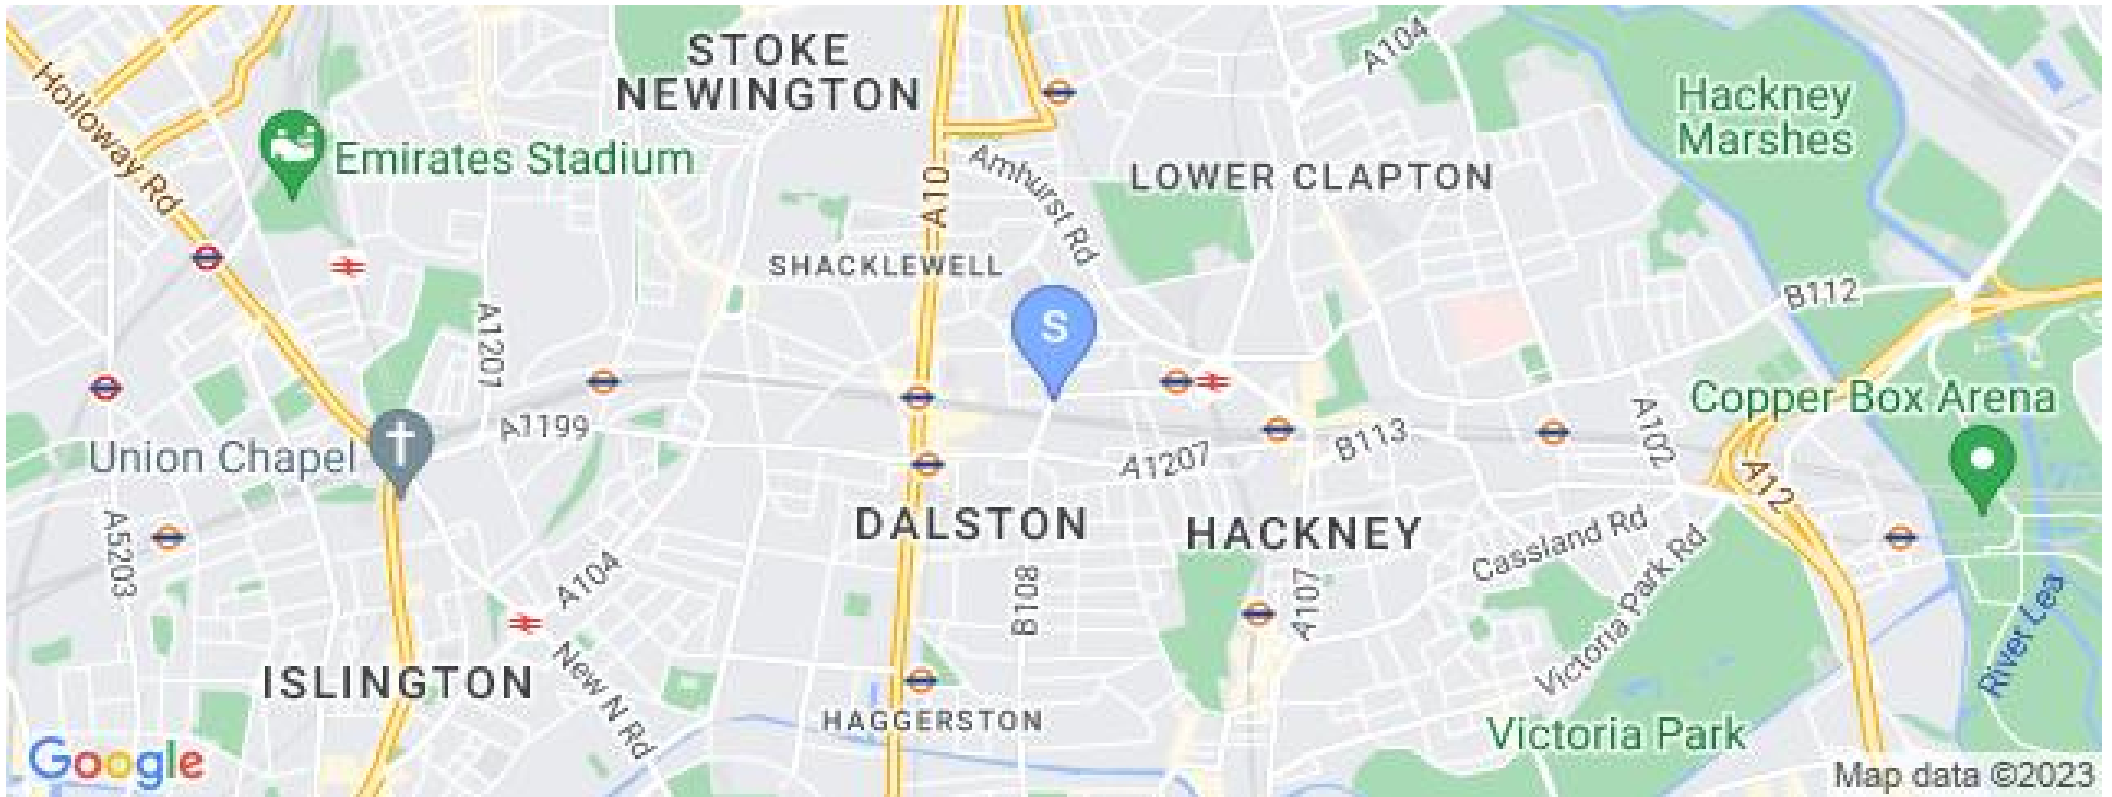 STOKE
NEWINGTON
A104
Hackney
Marshes
Holloway Rd
Emirates Stadium
Amhurst Rd
LOWER CLAPTON
A10
SHACKLEWELL
S
B112
A1201
Copper Box Arena
A1199
Union Chapel
A1207
B113
A102
A12
DALSTON
HACKNEY
Cassland Rd
A5203
A104
B108
A107
Victoria Park Rd
River Lea
ISLINGTON
New N Rd
HAGGERSTON
Victoria Park
Google
Map data ©2023